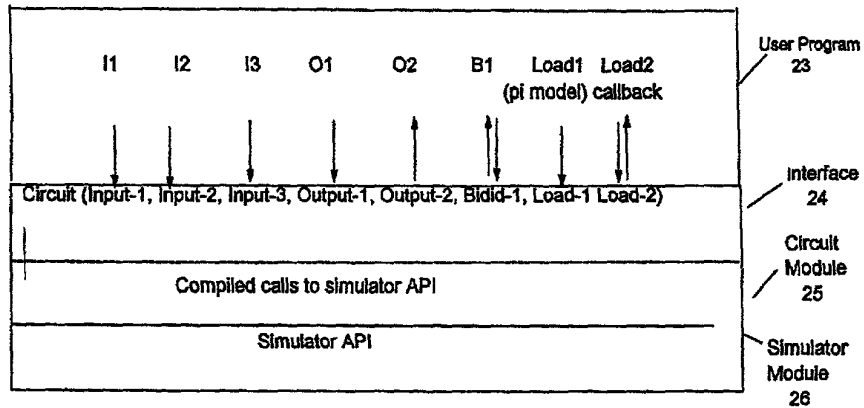 I1 I2 I3 O1 O2 B1 Load1 Load2
(pi model) callback
User Program
23
Circuit (Input-1, Input-2, Input-3, Output-1, Output-2, Bidid-1, Load-1 Load-2)
Interface
24
Compiled calls to simulator API
Circuit
Module
25
Simulator API
Simulator
Module
26